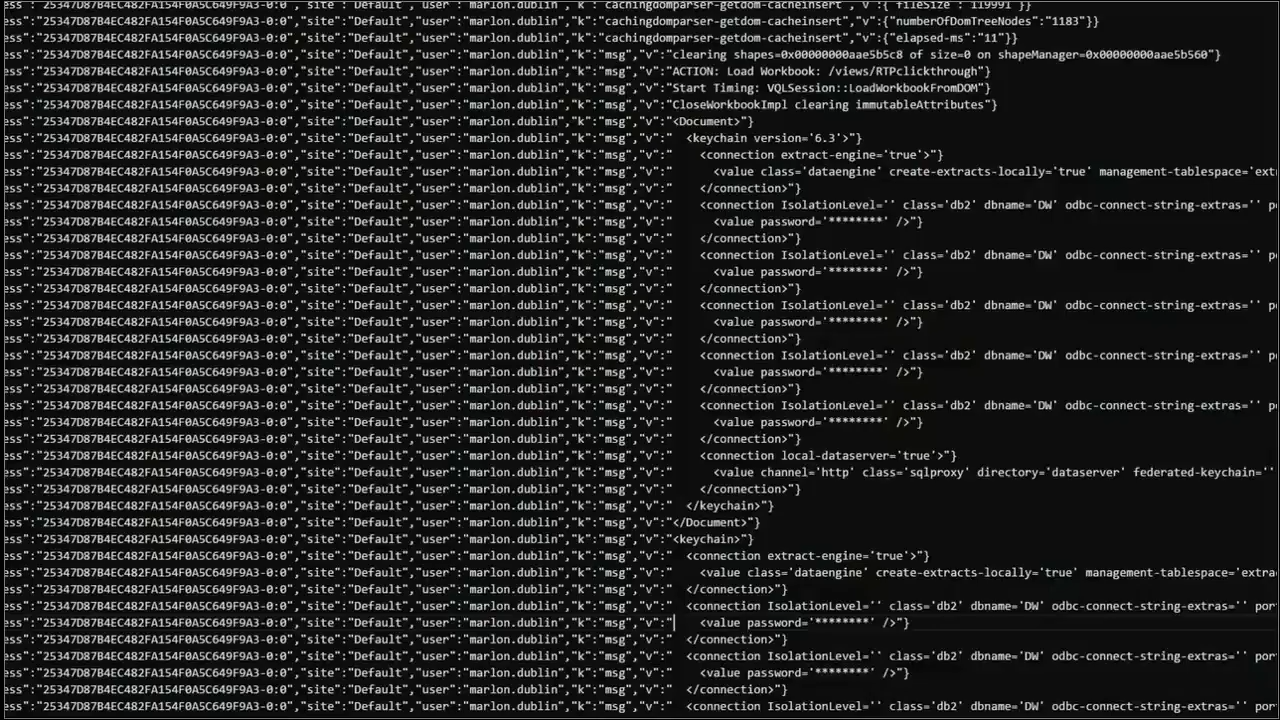 ess":"25347D87B4EC482FA154F0A5C649F9A3-0:0","site":"Default","user":"marlon.dublin","k":"cachingdomparser-getdom-cacheinsert","v":{"fileSize":"119991"}}
ess":"25347D87B4EC482FA154F0A5C649F9A3-0:0","site":"Default","user":"marlon.dublin","k":"cachingdomparser-getdom-cacheinsert","v":{"numberOfDomTreeNodes":"1183"}}
ess":"25347D87B4EC482FA154F0A5C649F9A3-0:0","site":"Default","user":"marlon.dublin","k":"cachingdomparser-getdom-cacheinsert","v":{"elapsed-ms":"11"}}
ess":"25347D87B4EC482FA154F0A5C649F9A3-0:0","site":"Default","user":"marlon.dublin","k":"msg","v":"clearing shapes=0x00000000aae5b5c8 of size=0 on shapeManager=0x00000000aae5b560"}
ess":"25347D87B4EC482FA154F0A5C649F9A3-0:0","site":"Default","user":"marlon.dublin","k":"msg","v":"ACTION: Load Workbook: /views/RTPclickthrough"}
ess":"25347D87B4EC482FA154F0A5C649F9A3-0:0","site":"Default","user":"marlon.dublin","k":"msg","v":"Start Timing: VQLSession::LoadWorkbookFromDOM"}
ess":"25347D87B4EC482FA154F0A5C649F9A3-0:0","site":"Default","user":"marlon.dublin","k":"msg","v":"CloseWorkbookImpl clearing immutableAttributes"}
ess":"25347D87B4EC482FA154F0A5C649F9A3-0:0","site":"Default","user":"marlon.dublin","k":"msg","v":"<Document>"}
ess":"25347D87B4EC482FA154F0A5C649F9A3-0:0","site":"Default","user":"marlon.dublin","k":"msg","v":"  <keychain version='6.3'>"}
ess":"25347D87B4EC482FA154F0A5C649F9A3-0:0","site":"Default","user":"marlon.dublin","k":"msg","v":"    <connection extract-engine='true'>"}
ess":"25347D87B4EC482FA154F0A5C649F9A3-0:0","site":"Default","user":"marlon.dublin","k":"msg","v":"      <value class='dataengine' create-extracts-locally='true' management-tablespace='ext
ess":"25347D87B4EC482FA154F0A5C649F9A3-0:0","site":"Default","user":"marlon.dublin","k":"msg","v":"    </connection>"}
ess":"25347D87B4EC482FA154F0A5C649F9A3-0:0","site":"Default","user":"marlon.dublin","k":"msg","v":"    <connection IsolationLevel='' class='db2' dbname='DW' odbc-connect-string-extras='' p
ess":"25347D87B4EC482FA154F0A5C649F9A3-0:0","site":"Default","user":"marlon.dublin","k":"msg","v":"      <value password='********' />"}
ess":"25347D87B4EC482FA154F0A5C649F9A3-0:0","site":"Default","user":"marlon.dublin","k":"msg","v":"    </connection>"}
ess":"25347D87B4EC482FA154F0A5C649F9A3-0:0","site":"Default","user":"marlon.dublin","k":"msg","v":"    <connection IsolationLevel='' class='db2' dbname='DW' odbc-connect-string-extras='' p
ess":"25347D87B4EC482FA154F0A5C649F9A3-0:0","site":"Default","user":"marlon.dublin","k":"msg","v":"      <value password='********' />"}
ess":"25347D87B4EC482FA154F0A5C649F9A3-0:0","site":"Default","user":"marlon.dublin","k":"msg","v":"    </connection>"}
ess":"25347D87B4EC482FA154F0A5C649F9A3-0:0","site":"Default","user":"marlon.dublin","k":"msg","v":"    <connection IsolationLevel='' class='db2' dbname='DW' odbc-connect-string-extras='' p
ess":"25347D87B4EC482FA154F0A5C649F9A3-0:0","site":"Default","user":"marlon.dublin","k":"msg","v":"      <value password='********' />"}
ess":"25347D87B4EC482FA154F0A5C649F9A3-0:0","site":"Default","user":"marlon.dublin","k":"msg","v":"    </connection>"}
ess":"25347D87B4EC482FA154F0A5C649F9A3-0:0","site":"Default","user":"marlon.dublin","k":"msg","v":"    <connection IsolationLevel='' class='db2' dbname='DW' odbc-connect-string-extras='' p
ess":"25347D87B4EC482FA154F0A5C649F9A3-0:0","site":"Default","user":"marlon.dublin","k":"msg","v":"      <value password='********' />"}
ess":"25347D87B4EC482FA154F0A5C649F9A3-0:0","site":"Default","user":"marlon.dublin","k":"msg","v":"    </connection>"}
ess":"25347D87B4EC482FA154F0A5C649F9A3-0:0","site":"Default","user":"marlon.dublin","k":"msg","v":"    <connection IsolationLevel='' class='db2' dbname='DW' odbc-connect-string-extras='' p
ess":"25347D87B4EC482FA154F0A5C649F9A3-0:0","site":"Default","user":"marlon.dublin","k":"msg","v":"      <value password='********' />"}
ess":"25347D87B4EC482FA154F0A5C649F9A3-0:0","site":"Default","user":"marlon.dublin","k":"msg","v":"    </connection>"}
ess":"25347D87B4EC482FA154F0A5C649F9A3-0:0","site":"Default","user":"marlon.dublin","k":"msg","v":"    <connection local-dataserver='true'>"}
ess":"25347D87B4EC482FA154F0A5C649F9A3-0:0","site":"Default","user":"marlon.dublin","k":"msg","v":"      <value channel='http' class='sqlproxy' directory='dataserver' federated-keychain=''
ess":"25347D87B4EC482FA154F0A5C649F9A3-0:0","site":"Default","user":"marlon.dublin","k":"msg","v":"    </connection>"}
ess":"25347D87B4EC482FA154F0A5C649F9A3-0:0","site":"Default","user":"marlon.dublin","k":"msg","v":"  </keychain>"}
ess":"25347D87B4EC482FA154F0A5C649F9A3-0:0","site":"Default","user":"marlon.dublin","k":"msg","v":"</Document>"}
ess":"25347D87B4EC482FA154F0A5C649F9A3-0:0","site":"Default","user":"marlon.dublin","k":"msg","v":"<keychain>"}
ess":"25347D87B4EC482FA154F0A5C649F9A3-0:0","site":"Default","user":"marlon.dublin","k":"msg","v":"  <connection extract-engine='true'>"}
ess":"25347D87B4EC482FA154F0A5C649F9A3-0:0","site":"Default","user":"marlon.dublin","k":"msg","v":"    <value class='dataengine' create-extracts-locally='true' management-tablespace='extra
ess":"25347D87B4EC482FA154F0A5C649F9A3-0:0","site":"Default","user":"marlon.dublin","k":"msg","v":"  </connection>"}
ess":"25347D87B4EC482FA154F0A5C649F9A3-0:0","site":"Default","user":"marlon.dublin","k":"msg","v":"  <connection IsolationLevel='' class='db2' dbname='DW' odbc-connect-string-extras='' por
ess":"25347D87B4EC482FA154F0A5C649F9A3-0:0","site":"Default","user":"marlon.dublin","k":"msg","v":"    <value password='********' />"}
ess":"25347D87B4EC482FA154F0A5C649F9A3-0:0","site":"Default","user":"marlon.dublin","k":"msg","v":"  </connection>"}
ess":"25347D87B4EC482FA154F0A5C649F9A3-0:0","site":"Default","user":"marlon.dublin","k":"msg","v":"  <connection IsolationLevel='' class='db2' dbname='DW' odbc-connect-string-extras='' por
ess":"25347D87B4EC482FA154F0A5C649F9A3-0:0","site":"Default","user":"marlon.dublin","k":"msg","v":"    <value password='********' />"}
ess":"25347D87B4EC482FA154F0A5C649F9A3-0:0","site":"Default","user":"marlon.dublin","k":"msg","v":"  </connection>"}
ess":"25347D87B4EC482FA154F0A5C649F9A3-0:0","site":"Default","user":"marlon.dublin","k":"msg","v":"  <connection IsolationLevel='' class='db2' dbname='DW' odbc-connect-string-extras='' por